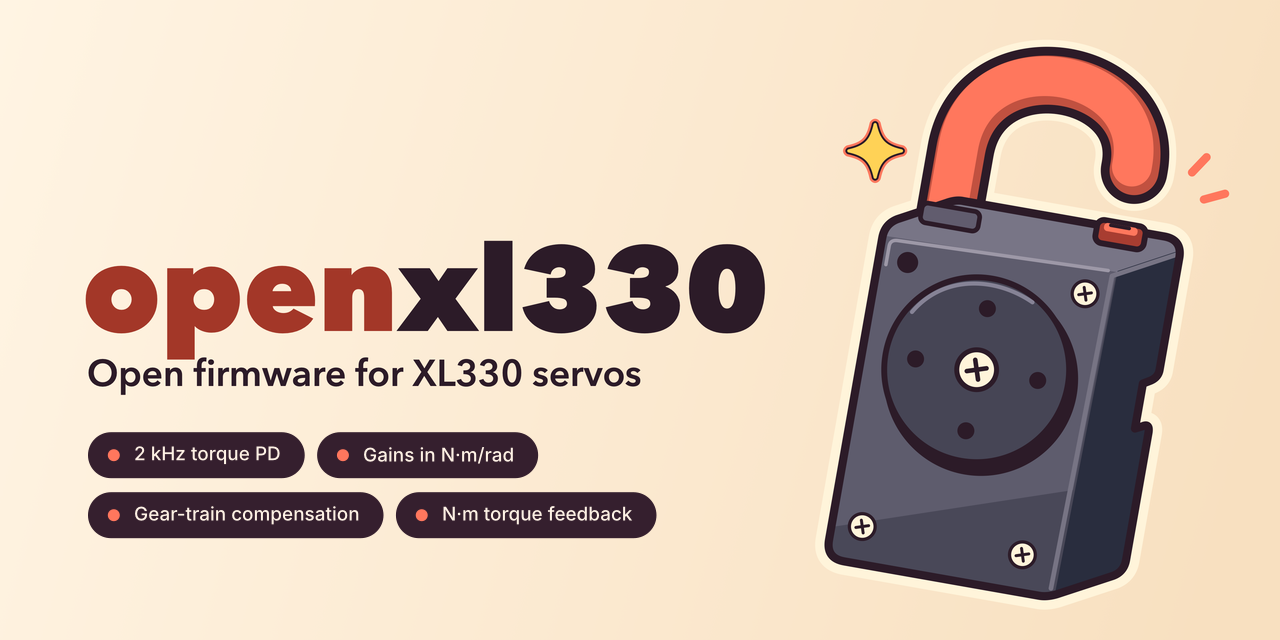 openxl330
Open firmware for XL330 servos
2 kHz torque PD
Gains in N·m/rad
Gear-train compensation
N·m torque feedback